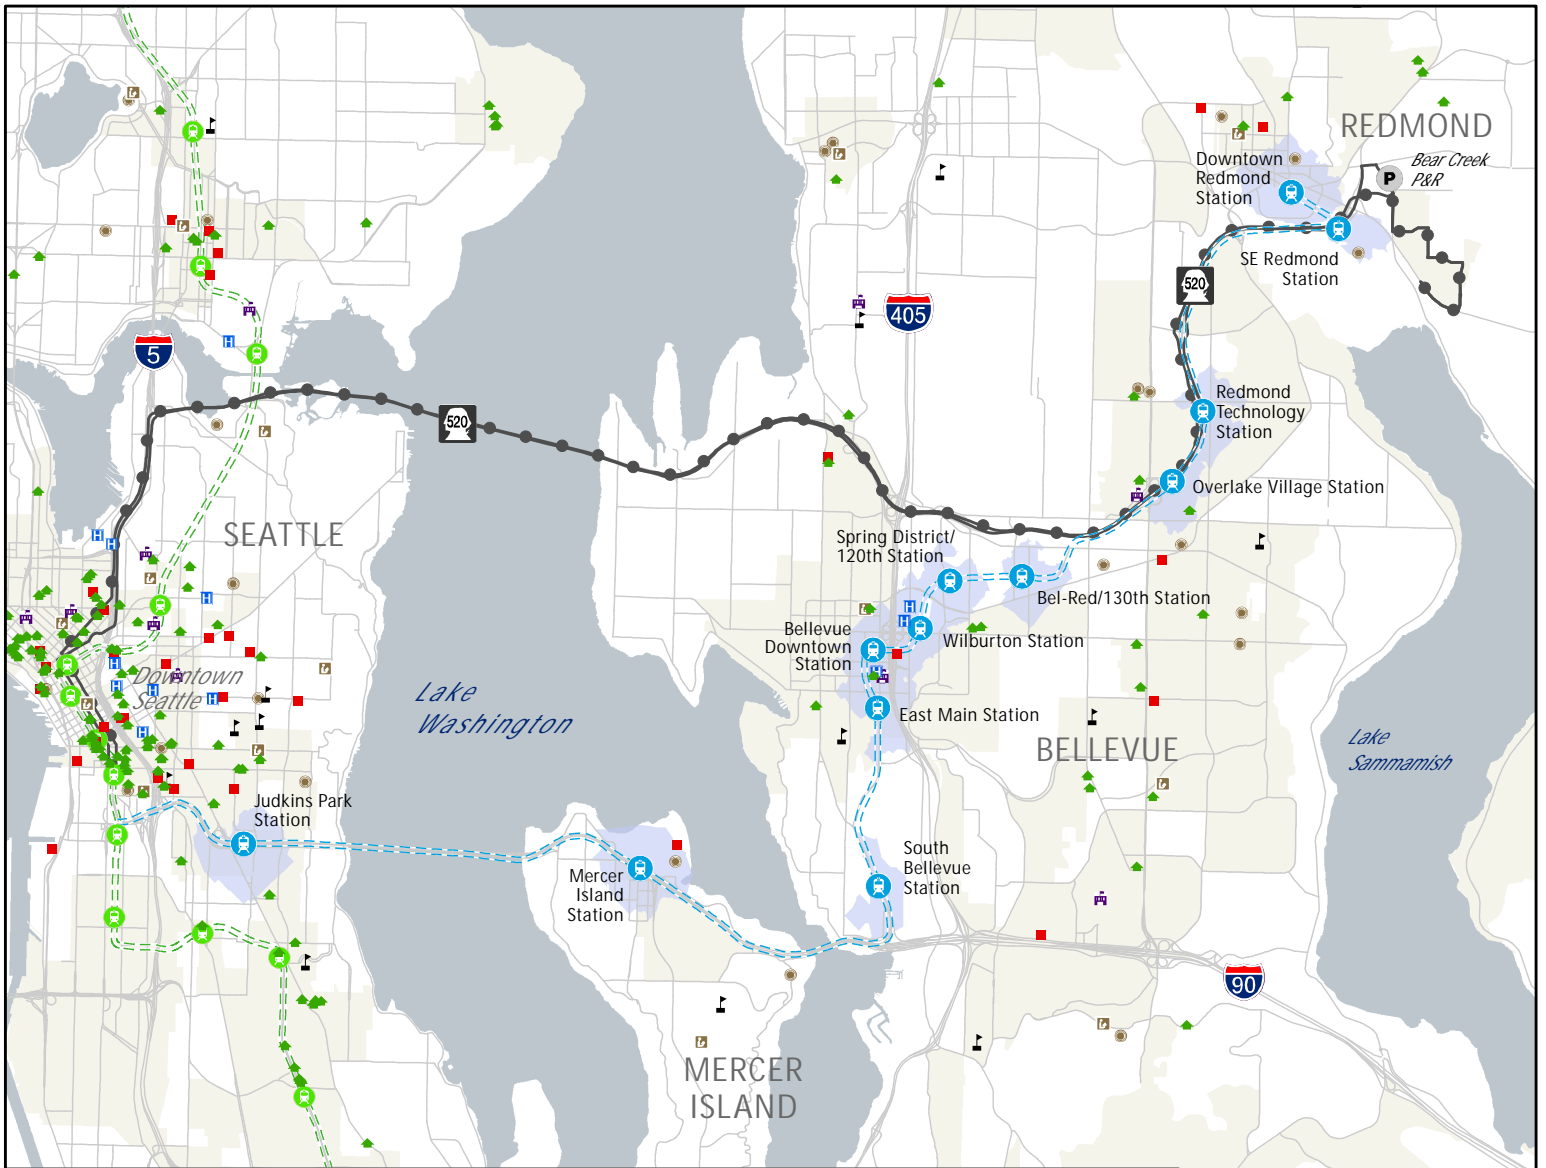 REDMOND
Bear Creek
P&R
P
Downtown
Redmond
Station
SE Redmond
Station
520
405
5
520
Redmond
Technology
Station
Overlake Village Station
SEATTLE
Spring District/
120th Station
Bel-Red/130th Station
Wilburton Station
Bellevue
Downtown
Station
Downtown
Seattle
Lake
Washington
East Main Station
BELLEVUE
Lake
Sammamish
Judkins Park
Station
South
Bellevue
Station
Mercer
Island
Station
90
MERCER
ISLAND
H
H
H
H
H
H
H
H
H
H
H